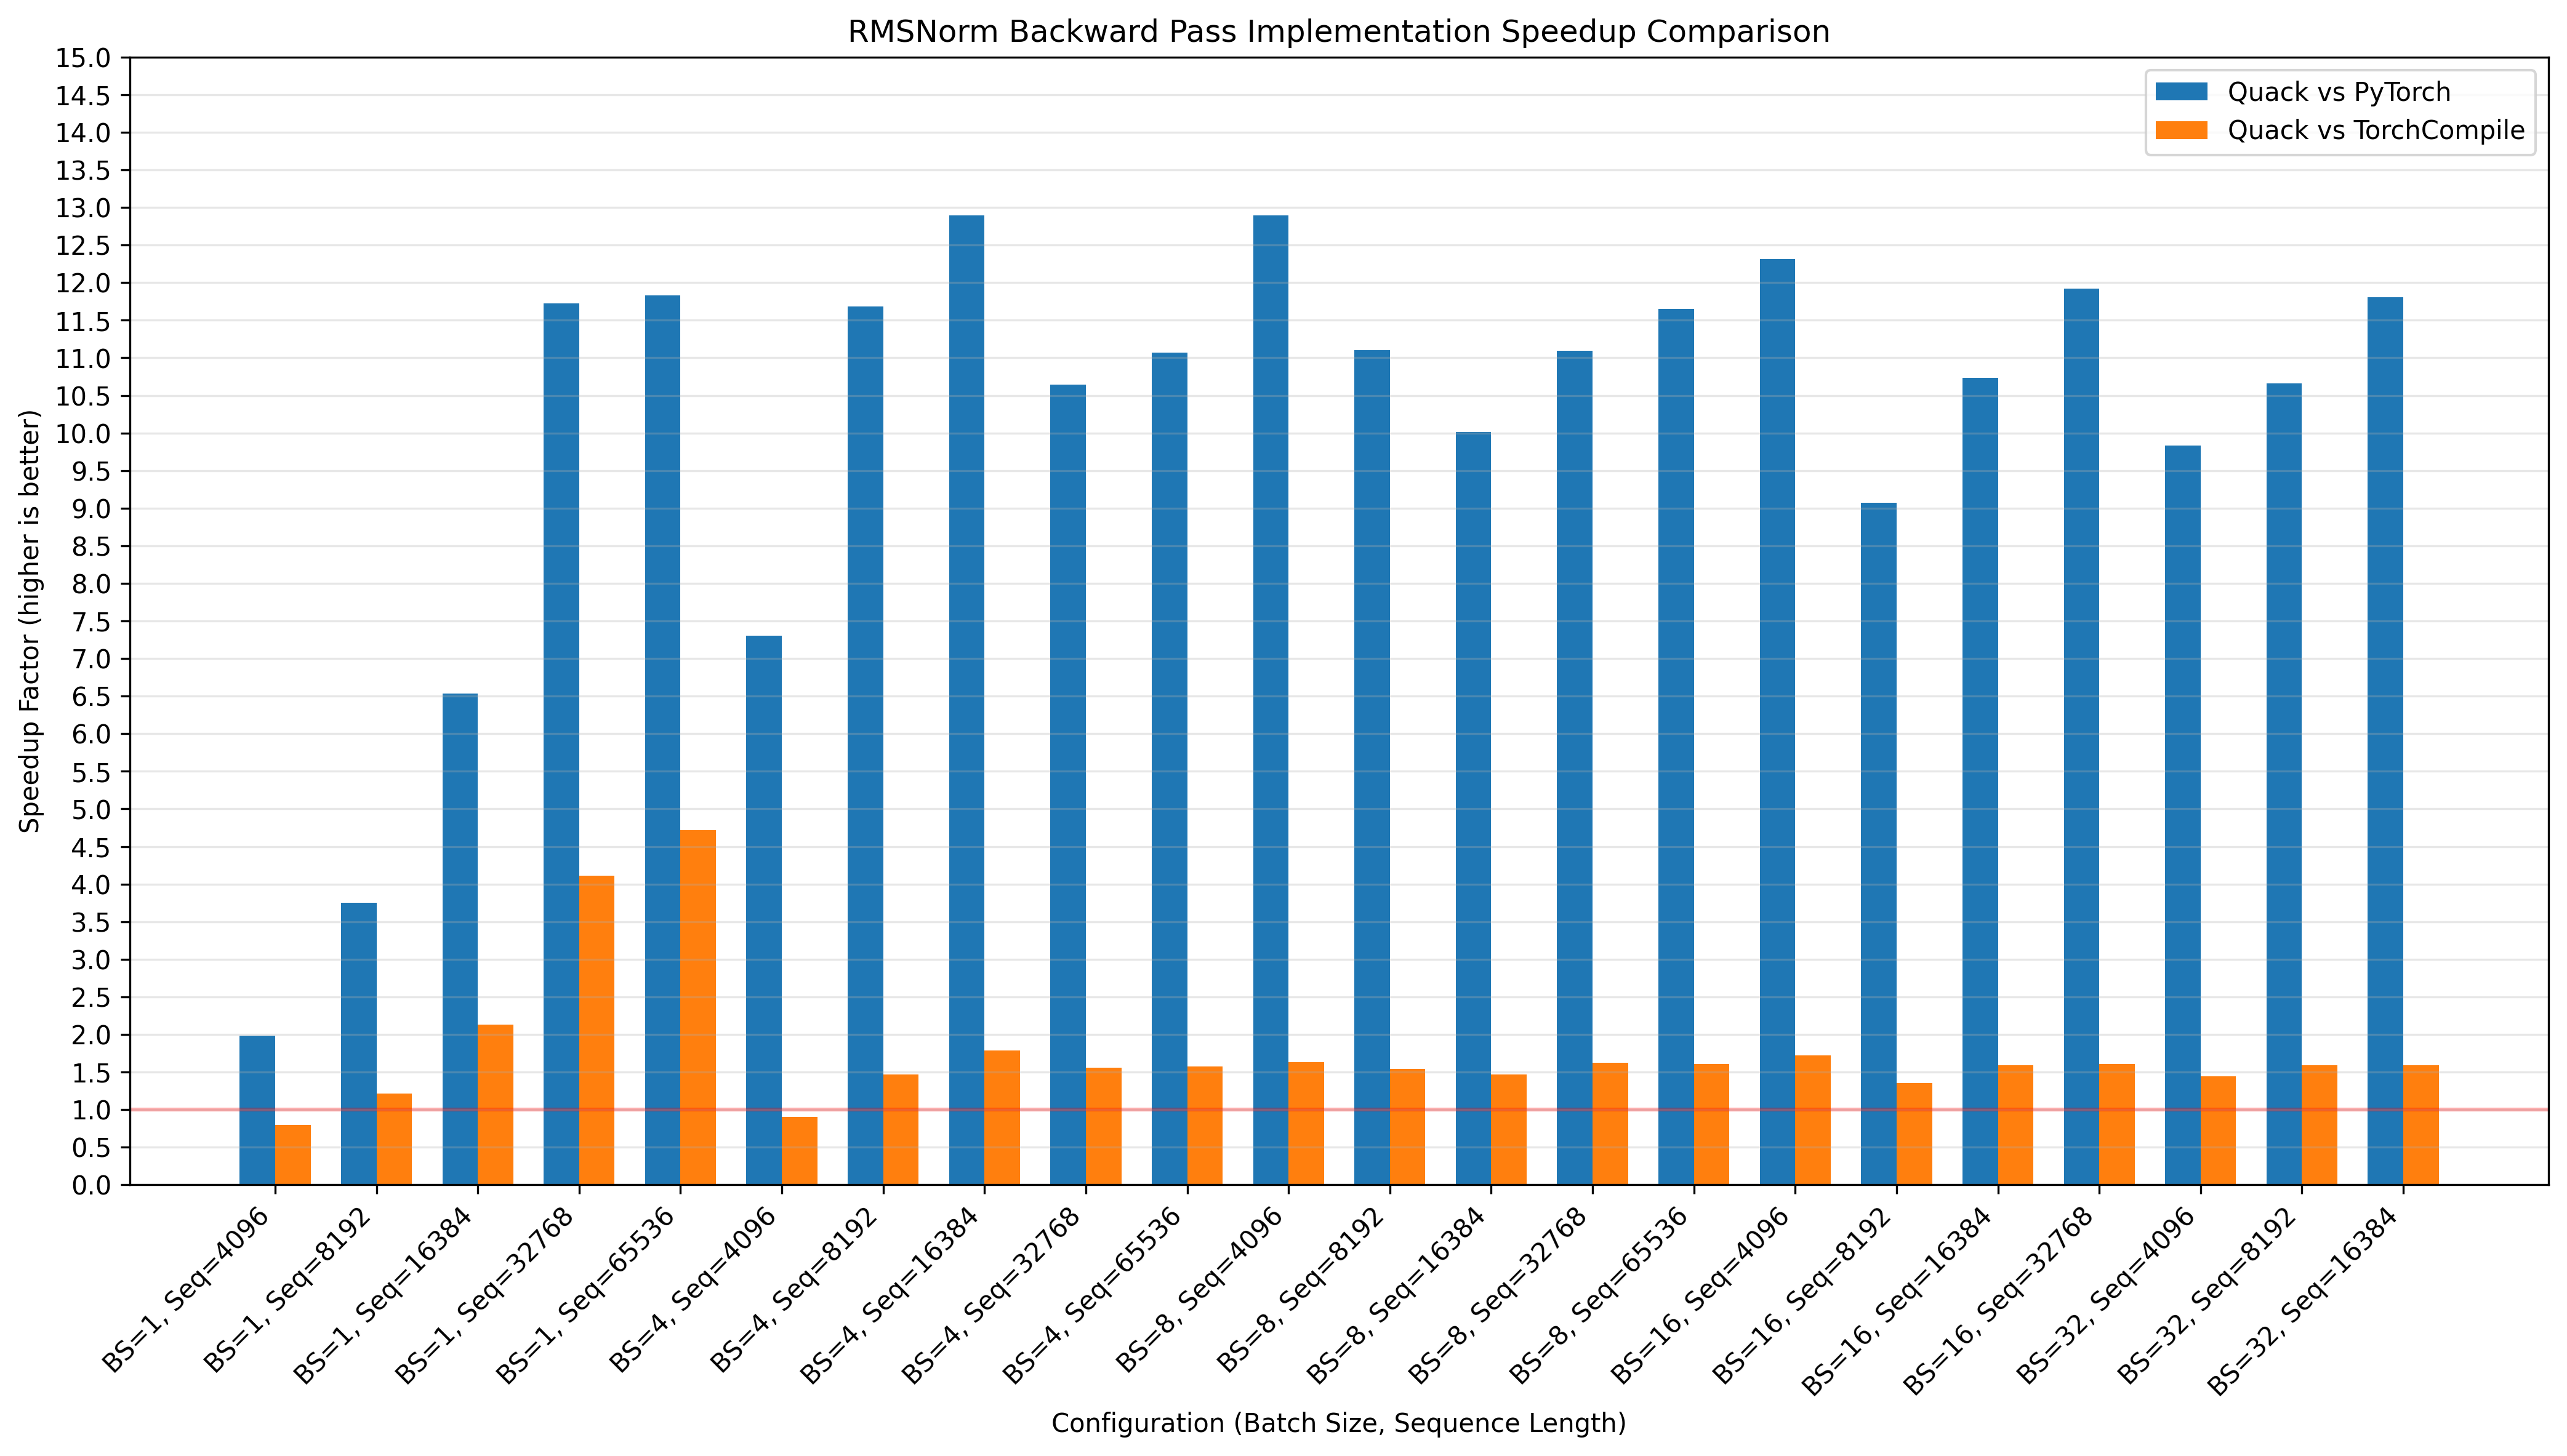 RMSNorm Backward Pass Implementation Speedup Comparison
Quack vs PyTorch
Quack vs TorchCompile
Speedup Factor (higher is better)
15.0
14.5
14.0
13.5
13.0
12.5
12.0
11.5
11.0
10.5
10.0
9.5
9.0
8.5
8.0
7.5
7.0
6.5
6.0
5.5
5.0
4.5
4.0
3.5
3.0
2.5
2.0
1.5
1.0
0.5
0.0
BS=1, Seq=4096
BS=1, Seq=8192
BS=1, Seq=16384
BS=1, Seq=32768
BS=1, Seq=65536
BS=4, Seq=4096
BS=4, Seq=8192
BS=4, Seq=16384
BS=4, Seq=32768
BS=4, Seq=65536
BS=8, Seq=4096
BS=8, Seq=8192
BS=8, Seq=16384
BS=8, Seq=32768
BS=8, Seq=65536
BS=16, Seq=4096
BS=16, Seq=8192
BS=16, Seq=16384
BS=16, Seq=32768
BS=32, Seq=4096
BS=32, Seq=8192
BS=32, Seq=16384
Configuration (Batch Size, Sequence Length)